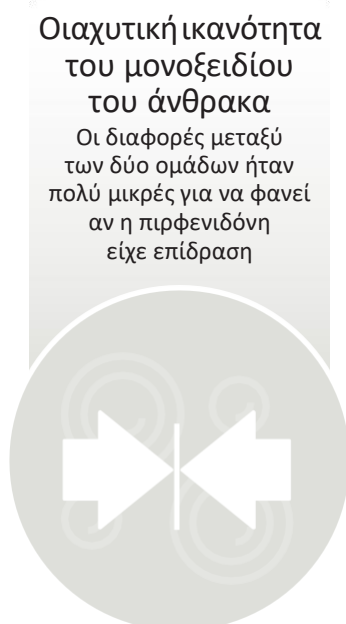 Οιαχυτική ικανότητα
του μονοξειδίου
του άνθρακα
Οι διαφορές μεταξύ
των δύο ομάδων ήταν
πολύ μικρές για να φανεί
αν η πιρφενιδόνη
είχε επίδραση